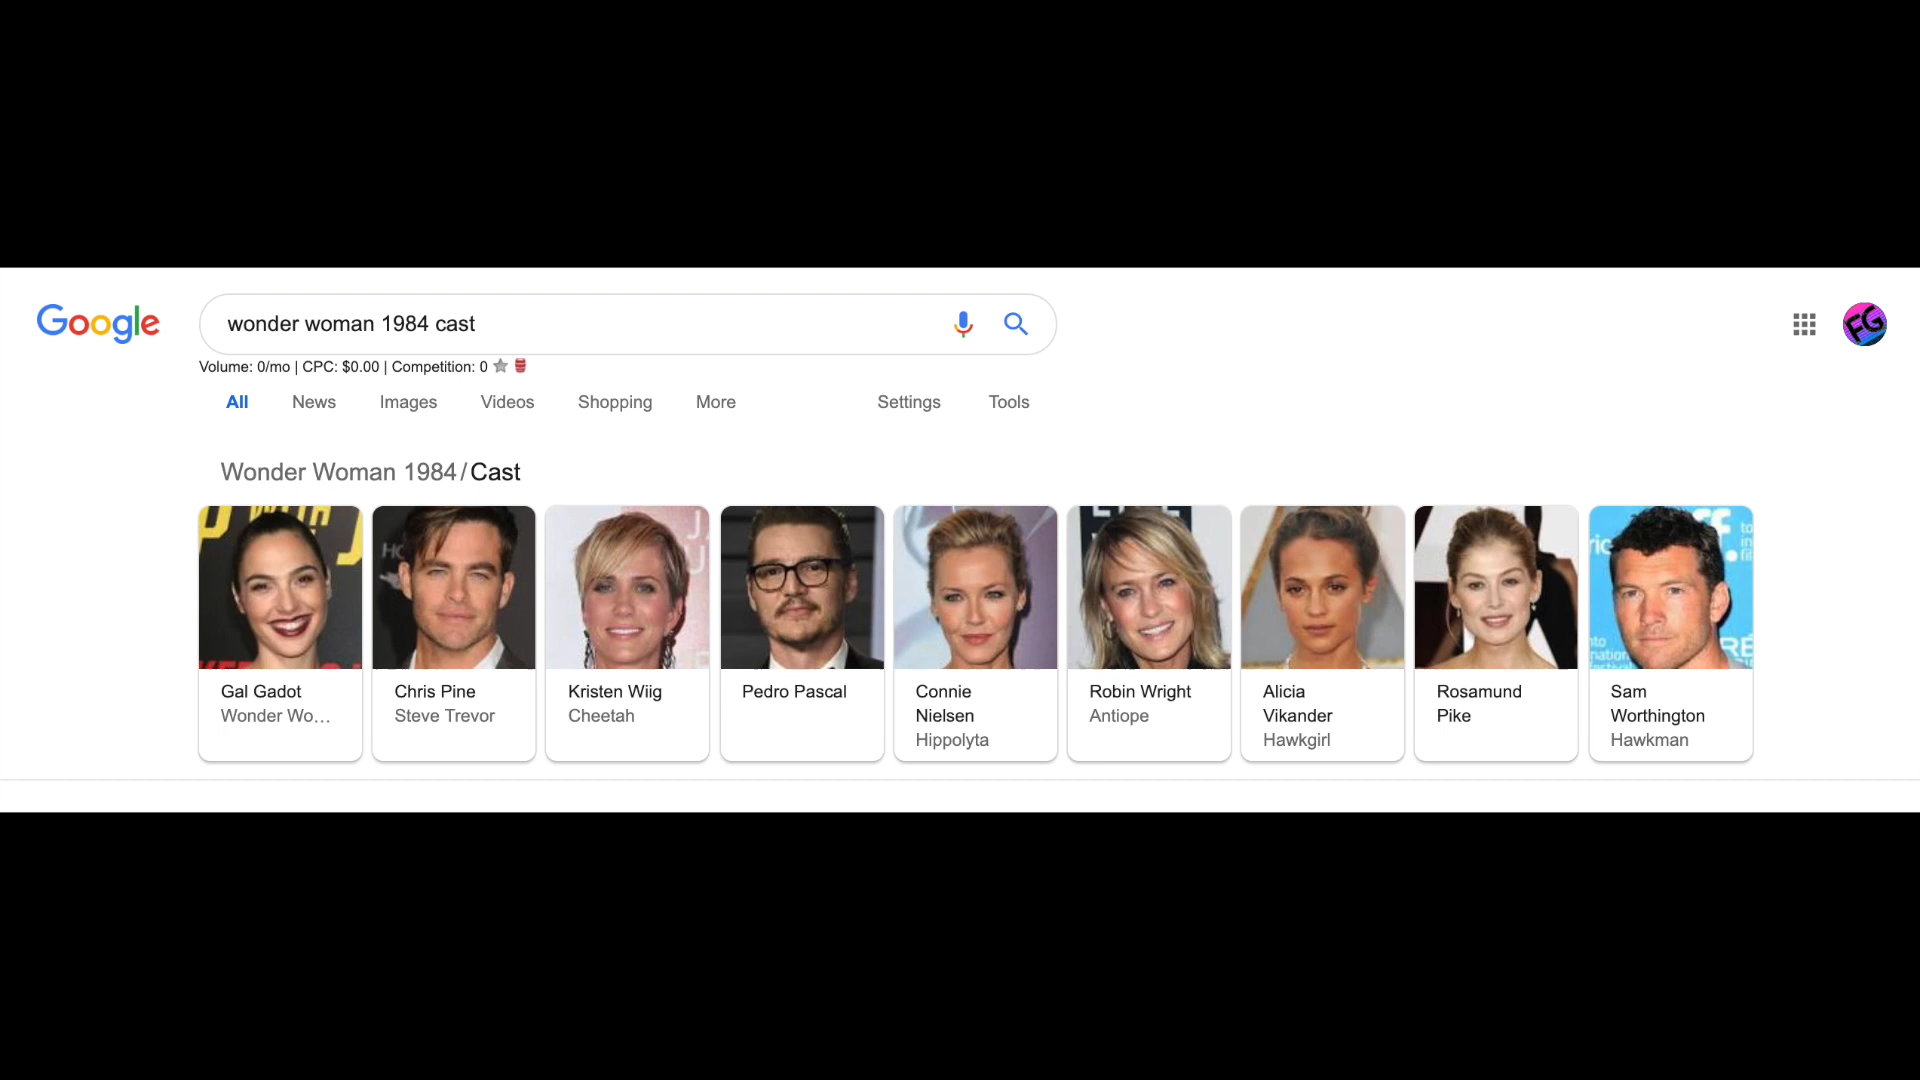 Google
wonder woman 1984 cast
FG
Volume: 0/mo | CPC: $0.00 | Competition: 0
All News Images Videos Shopping More Settings Tools
Wonder Woman 1984/Cast
Gal Gadot
Wonder Wo...
Chris Pine
Steve Trevor
Kristen Wiig
Cheetah
Pedro Pascal
Connie
Nielsen
Hippolyta
Robin Wright
Antiope
Alicia
Vikander
Hawkgirl
Rosamund
Pike
Sam
Worthington
Hawkman